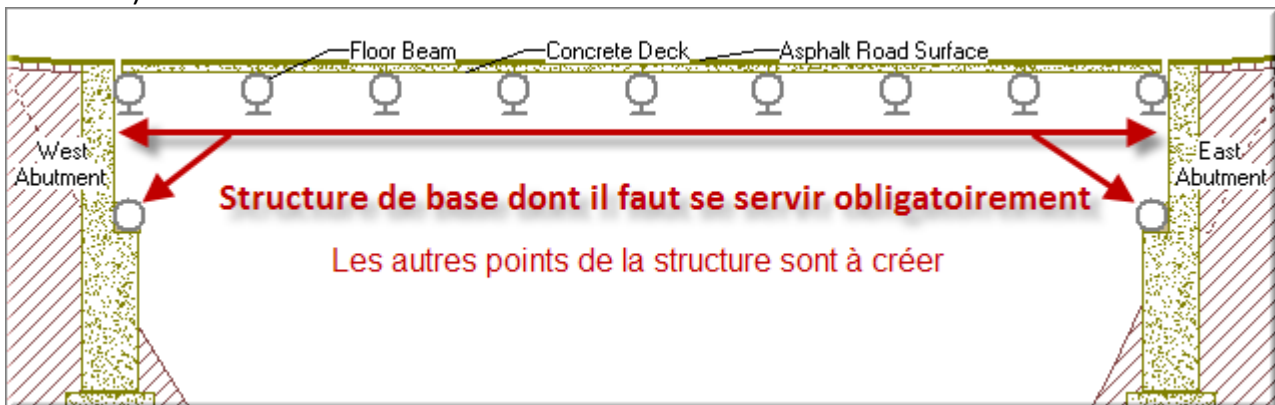 Floor Beam
Concrete Deck
Asphalt Road Surface
West
Abutment
East
Abutment
Structure de base dont il faut se servir obligatoirement
Les autres points de la structure sont à créer